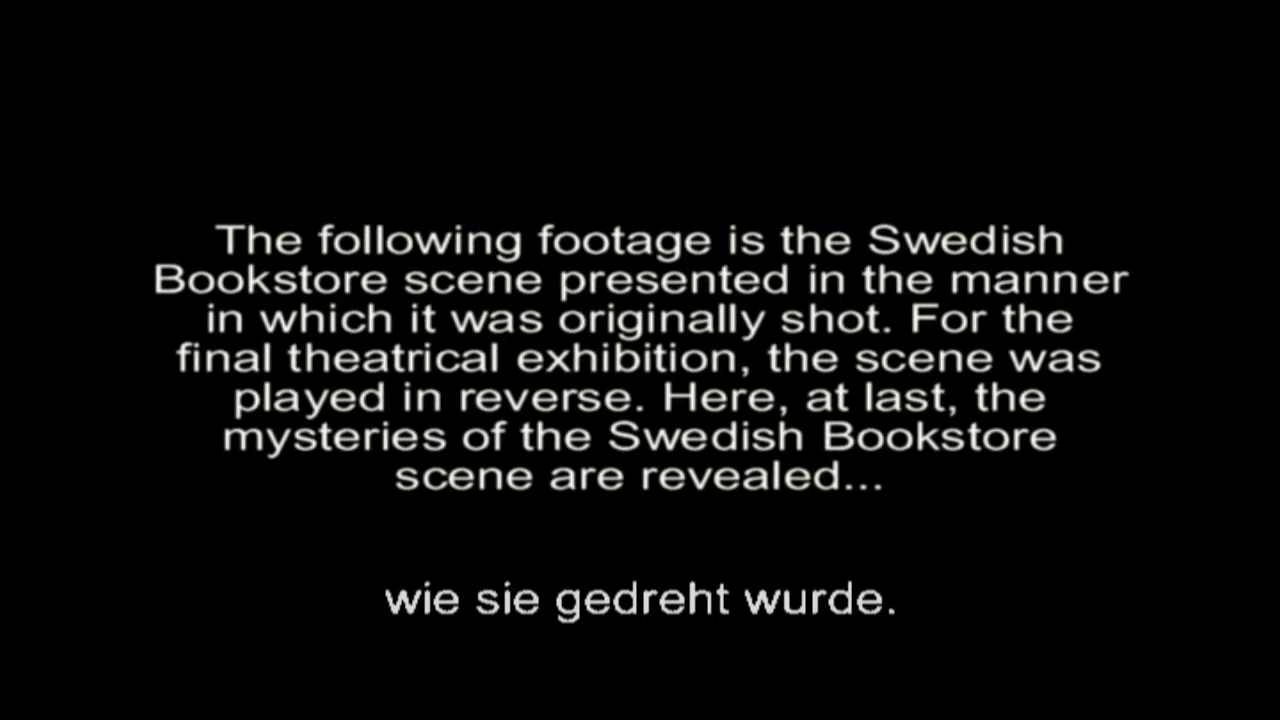 The following footage is the Swedish
Bookstore scene presented in the manner
in which it was originally shot. For the
final theatrical exhibition, the scene was
played in reverse. Here, at last, the
mysteries of the Swedish Bookstore
scene are revealed...
wie sie gedreht wurde.